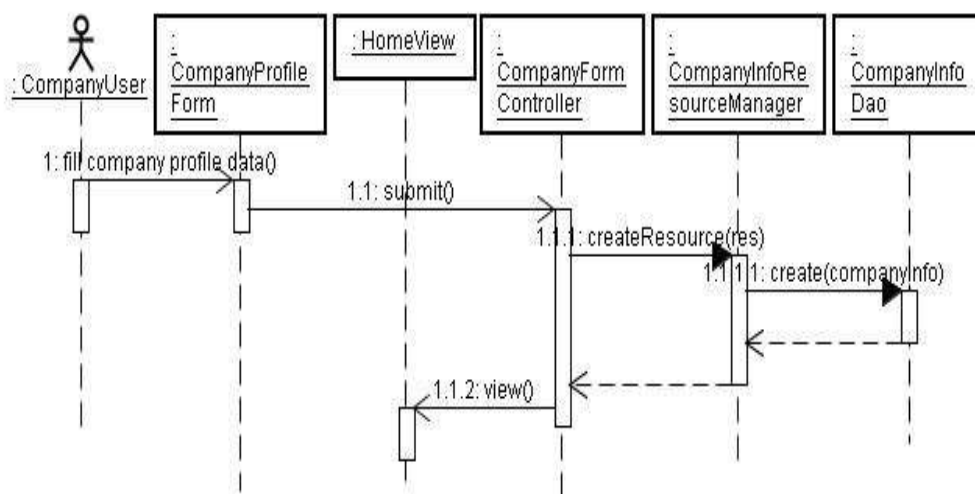 : CompanyUser
:
CompanyProfile
Form
: HomeView
:
CompanyForm
Controller
:
CompanyInfoRe
sourceManager
:
CompanyInfo
Dao
1: fill company profile data()
1.1: submit()
1.1.1: createResource(res)
1.1.1.1: create(companyInfo)
1.1.2: view()